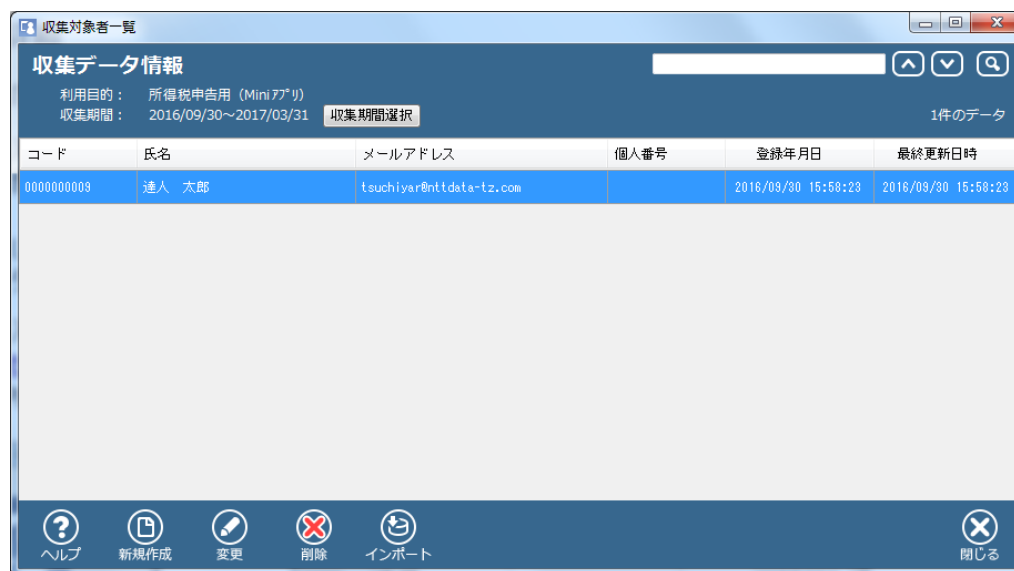 収集対象者一覧
収集データ情報
利用目的： 所得税申告用（Miniｱﾌﾟﾘ）
収集期間： 2016/09/30～2017/03/31 収集期間選択
1件のデータ
コード 氏名 メールアドレス 個人番号 登録年月日 最終更新日時
0000000009 達人 太郎 tsuchiyar@nttdata-tz.com 2016/09/30 15:58:23 2016/09/30 15:58:23
ヘルプ 新規作成 変更 削除 インポート 閉じる